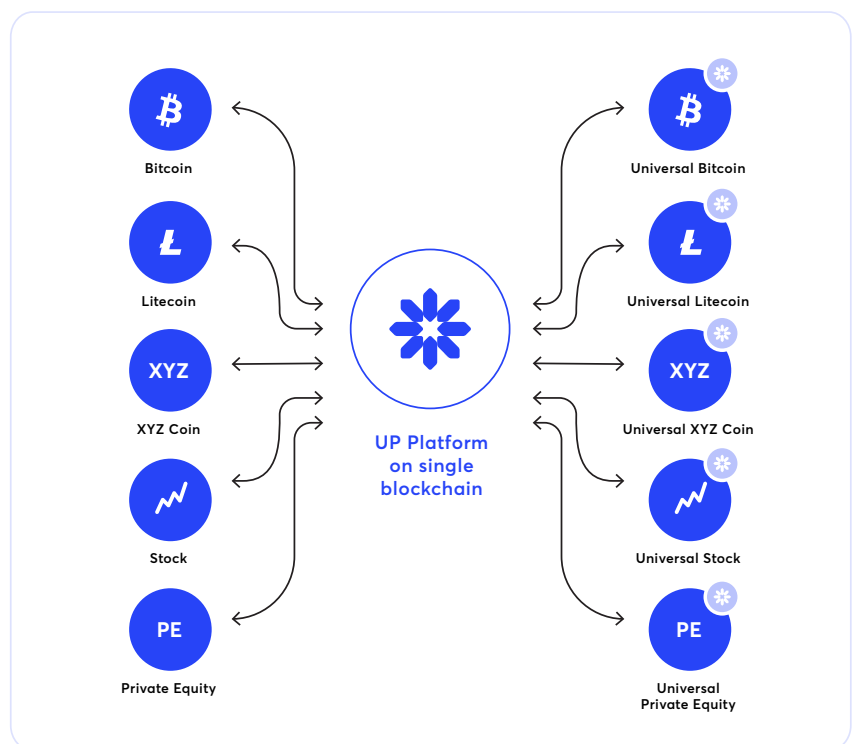 Bitcoin
Litecoin
XYZ
XYZ Coin
Stock
PE
Private Equity
UP Platform
on single
blockchain
Universal Bitcoin
Universal Litecoin
XYZ
Universal XYZ Coin
Universal Stock
PE
Universal
Private Equity